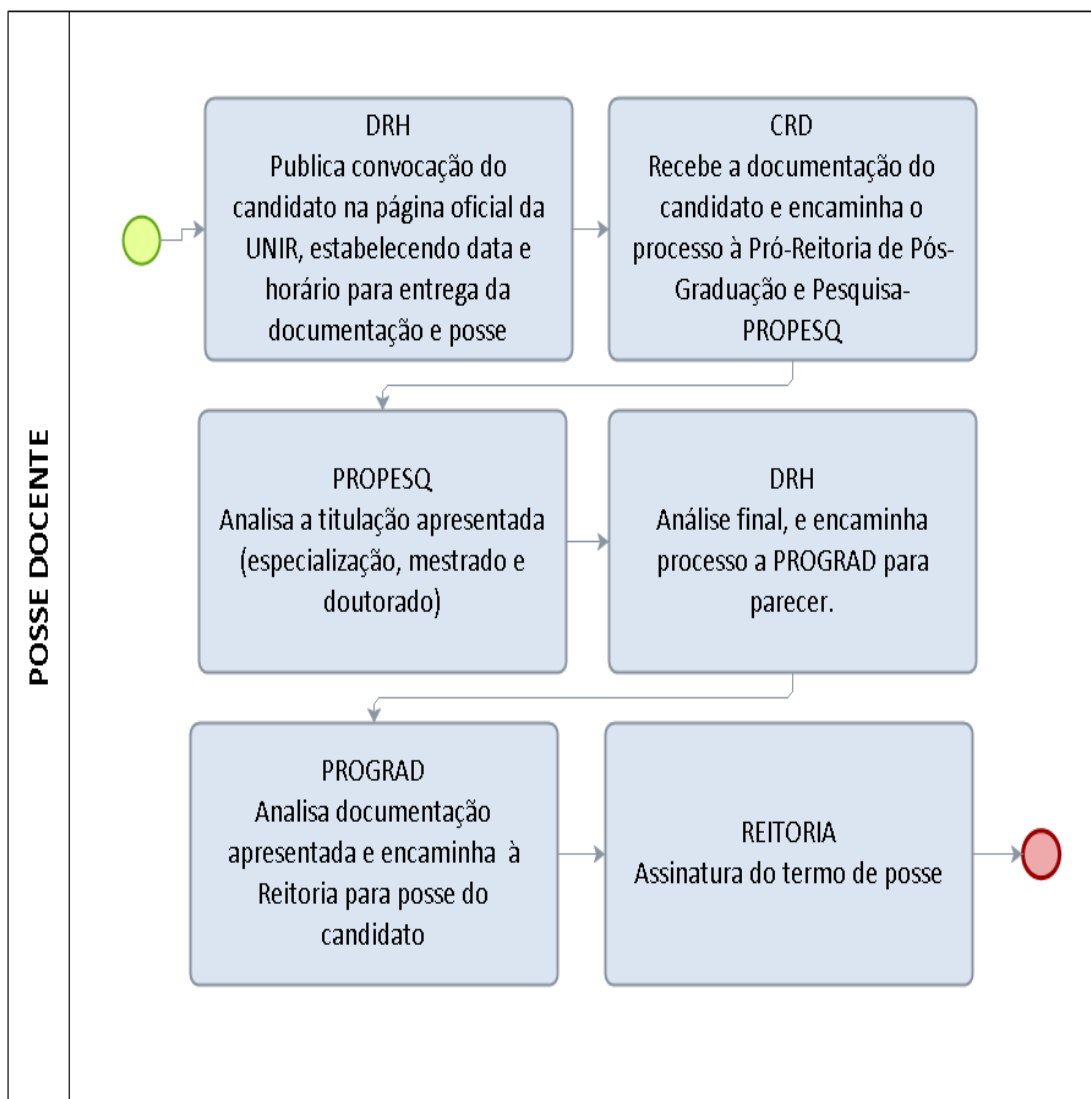 POSSE DOCENTE
DRH
Publica convocação do
candidato na página oficial da
UNIR, estabelecendo data e
horário para entrega da
documentação e posse
CRD
Recebe a documentação do
candidato e encaminha o
processo à Pró-Reitoria de Pós-
Graduação e Pesquisa-
PROPESQ
PROPESQ
Analisa a titulação apresentada
(especialização, mestrado e
doutorado)
DRH
Análise final, e encaminha
processo a PROGRAD para
parecer.
PROGRAD
Analisa documentação
apresentada e encaminha à
Reitoria para posse do
candidato
REITORIA
Assinatura do termo de posse